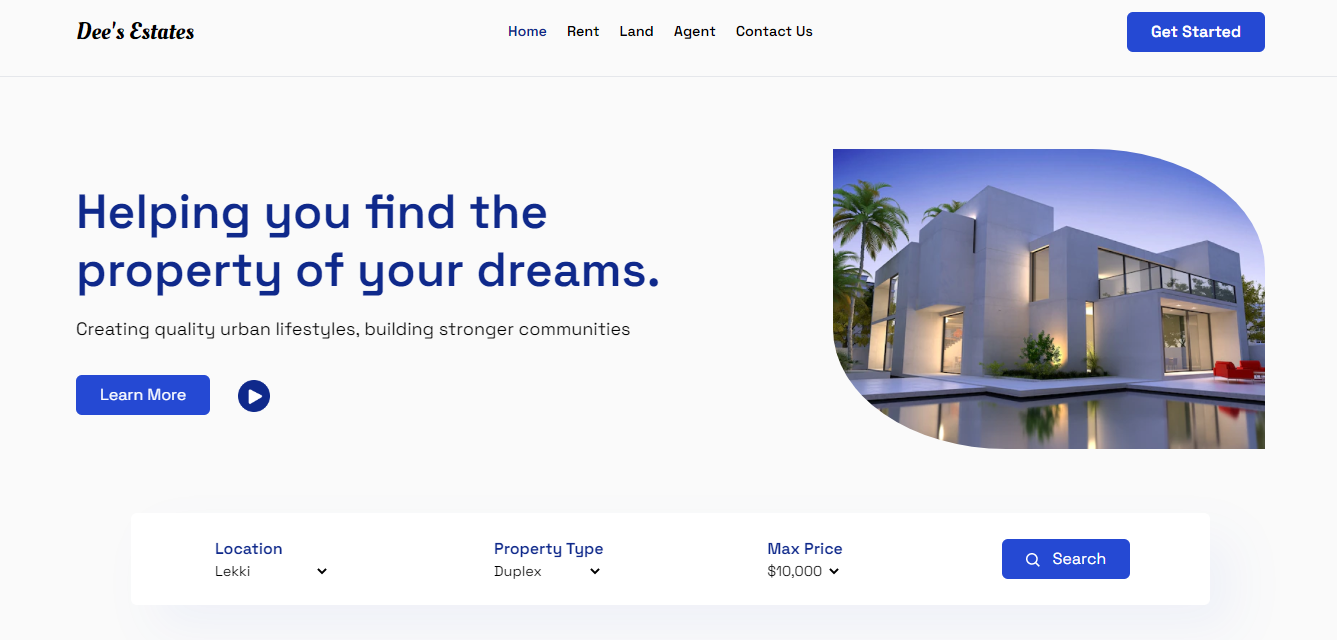 Dee's Estates
Home Rent Land Agent Contact Us
Get Started
Helping you find the
property of your dreams.
Creating quality urban lifestyles, building stronger communities
Learn More
Location Property Type Max Price
Lekki Duplex $10,000
Search